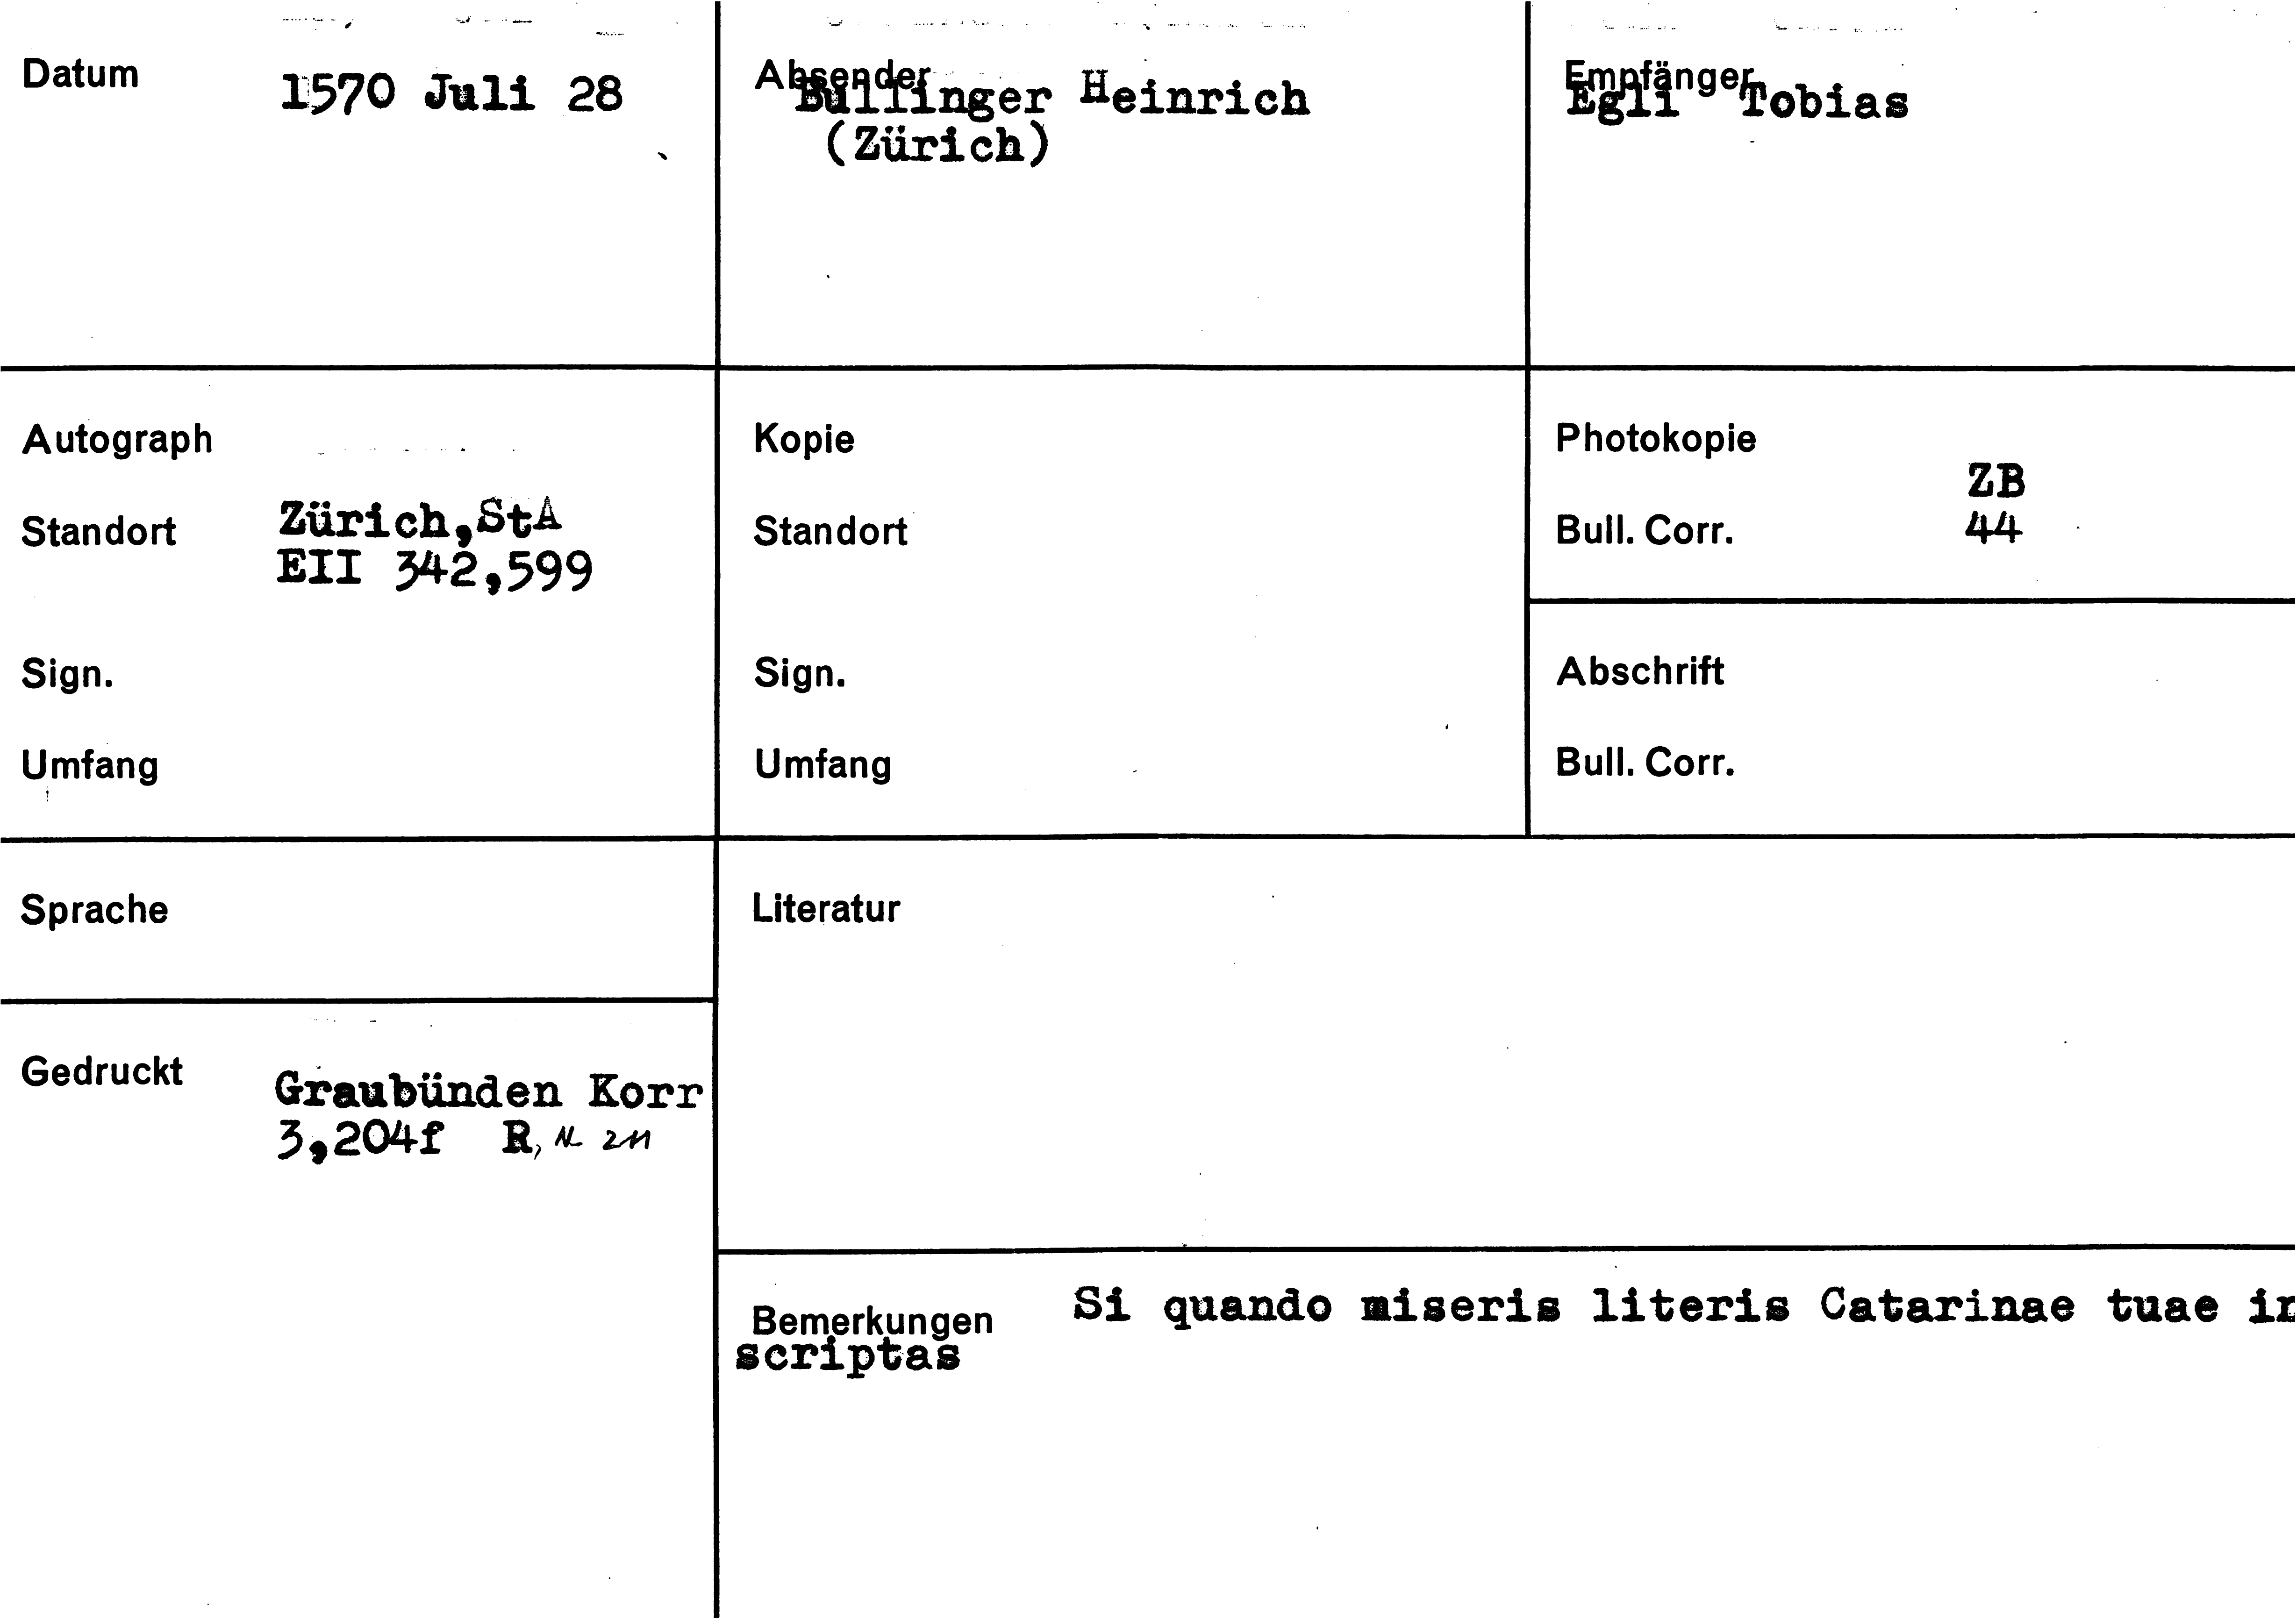 Datum 1570 Juli 28
Absender Bullinger Heinrich
(Zürich)
Empfänger Egli Tobias
Autograph
Standort Zürich,StA
EII 342,599
Sign.
Umfang
Kopie
Standort
Sign.
Umfang
Photokopie
ZB
Bull. Corr. 44
Abschrift
Bull. Corr.
Sprache
Gedruckt Graubünden Korr
3,204f R,
Literatur
Bemerkungen Si quando miseris literis Catarinae tuae in
scriptas